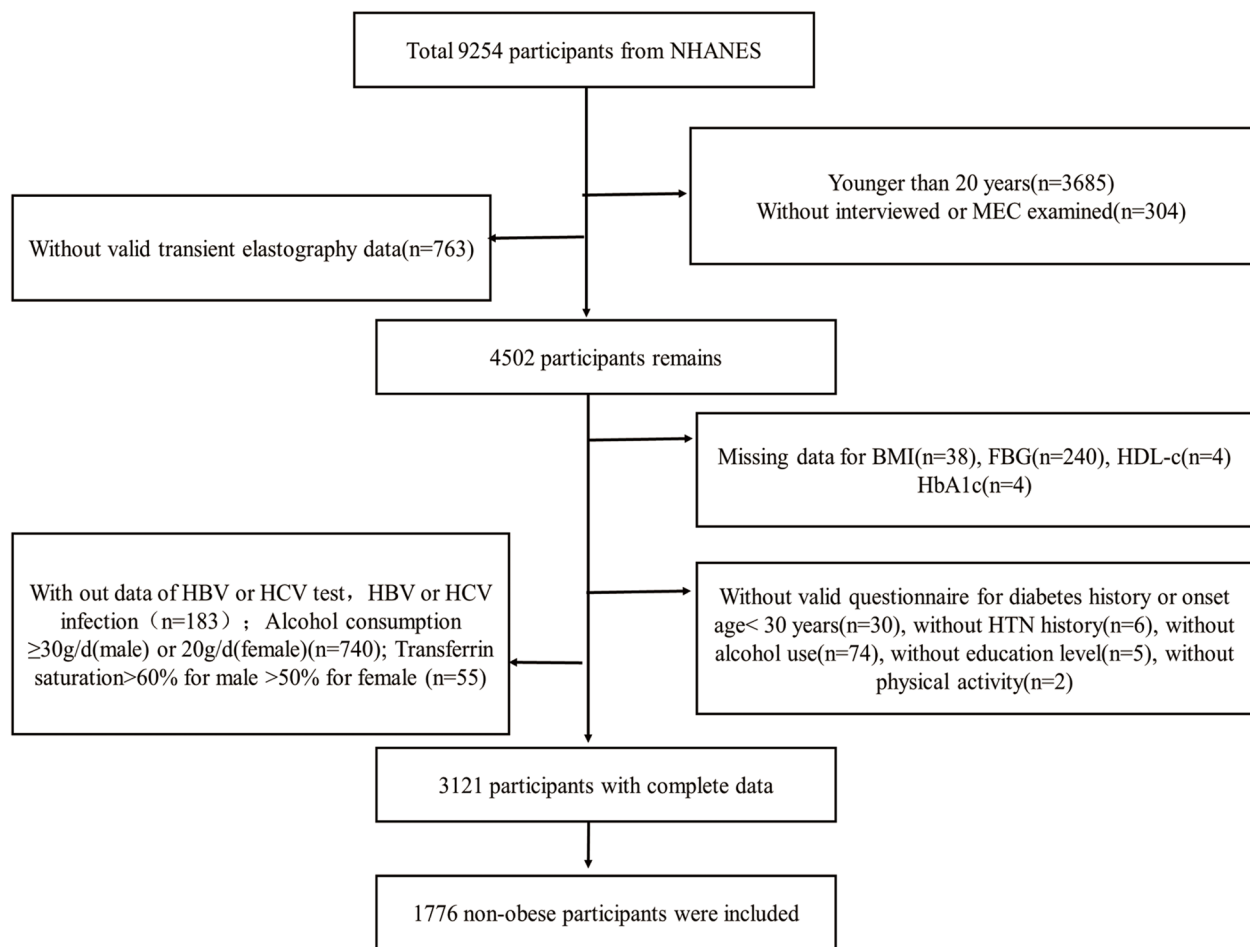 Total 9254 participants from NHANES
Younger than 20 years(n=3685)
Without interviewed or MEC examined(n=304)
Without valid transient elastography data(n=763)
4502 participants remains
Missing data for BMI(n=38), FBG(n=240), HDL-c(n=4)
HbA1c(n=4)
With out data of HBV or HCV test，HBV or HCV
infection（n=183）；Alcohol consumption
≥30g/d(male) or 20g/d(female)(n=740); Transferrin
saturation>60% for male >50% for female (n=55)
Without valid questionnaire for diabetes history or onset
age< 30 years(n=30), without HTN history(n=6), without
alcohol use(n=74), without education level(n=5), without
physical activity(n=2)
3121 participants with complete data
1776 non-obese participants were included